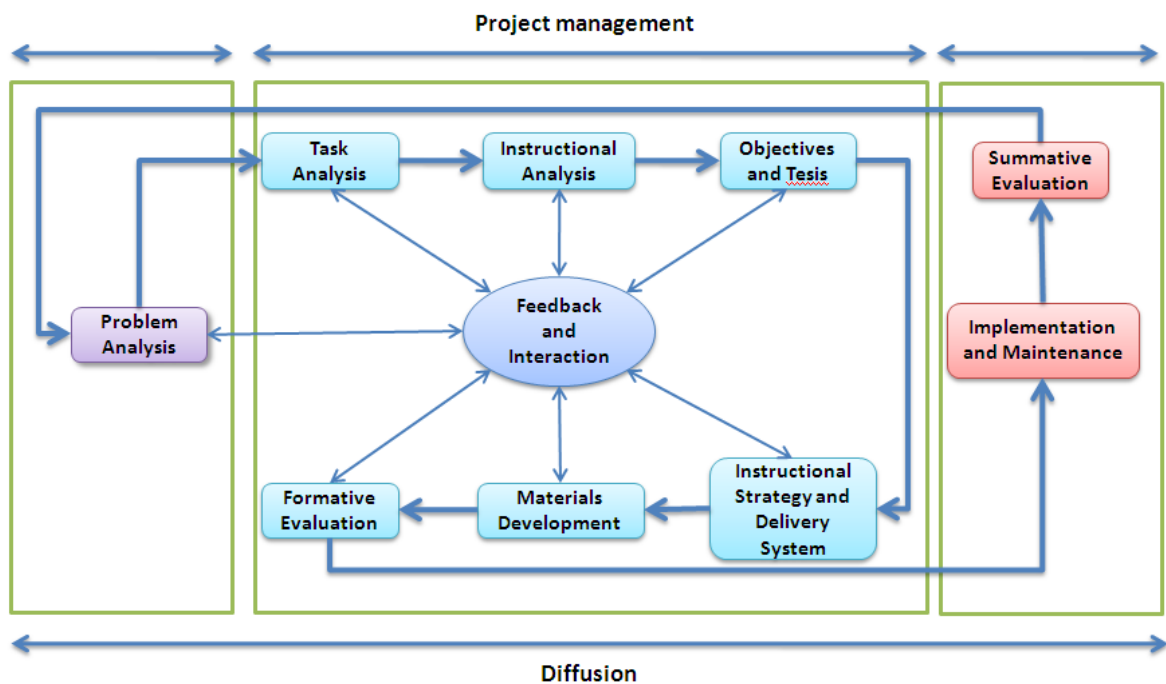 Project management
Task
Analysis
Instructional
Analysis
Objectives
and Tesis
Summative
Evaluation
Problem
Analysis
Feedback
and
Interaction
Implementation
and Maintenance
Formative
Evaluation
Materials
Development
Instructional
Strategy and
Delivery
System
Diffusion